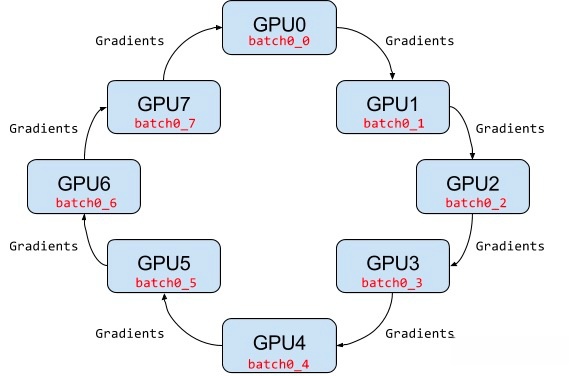 GPU0
batch0_0
Gradients
Gradients
GPU7
batch0_7
GPU1
batch0_1
Gradients
Gradients
GPU6
batch0_6
GPU2
batch0_2
Gradients
Gradients
GPU5
batch0_5
GPU3
batch0_3
Gradients
Gradients
GPU4
batch0_4